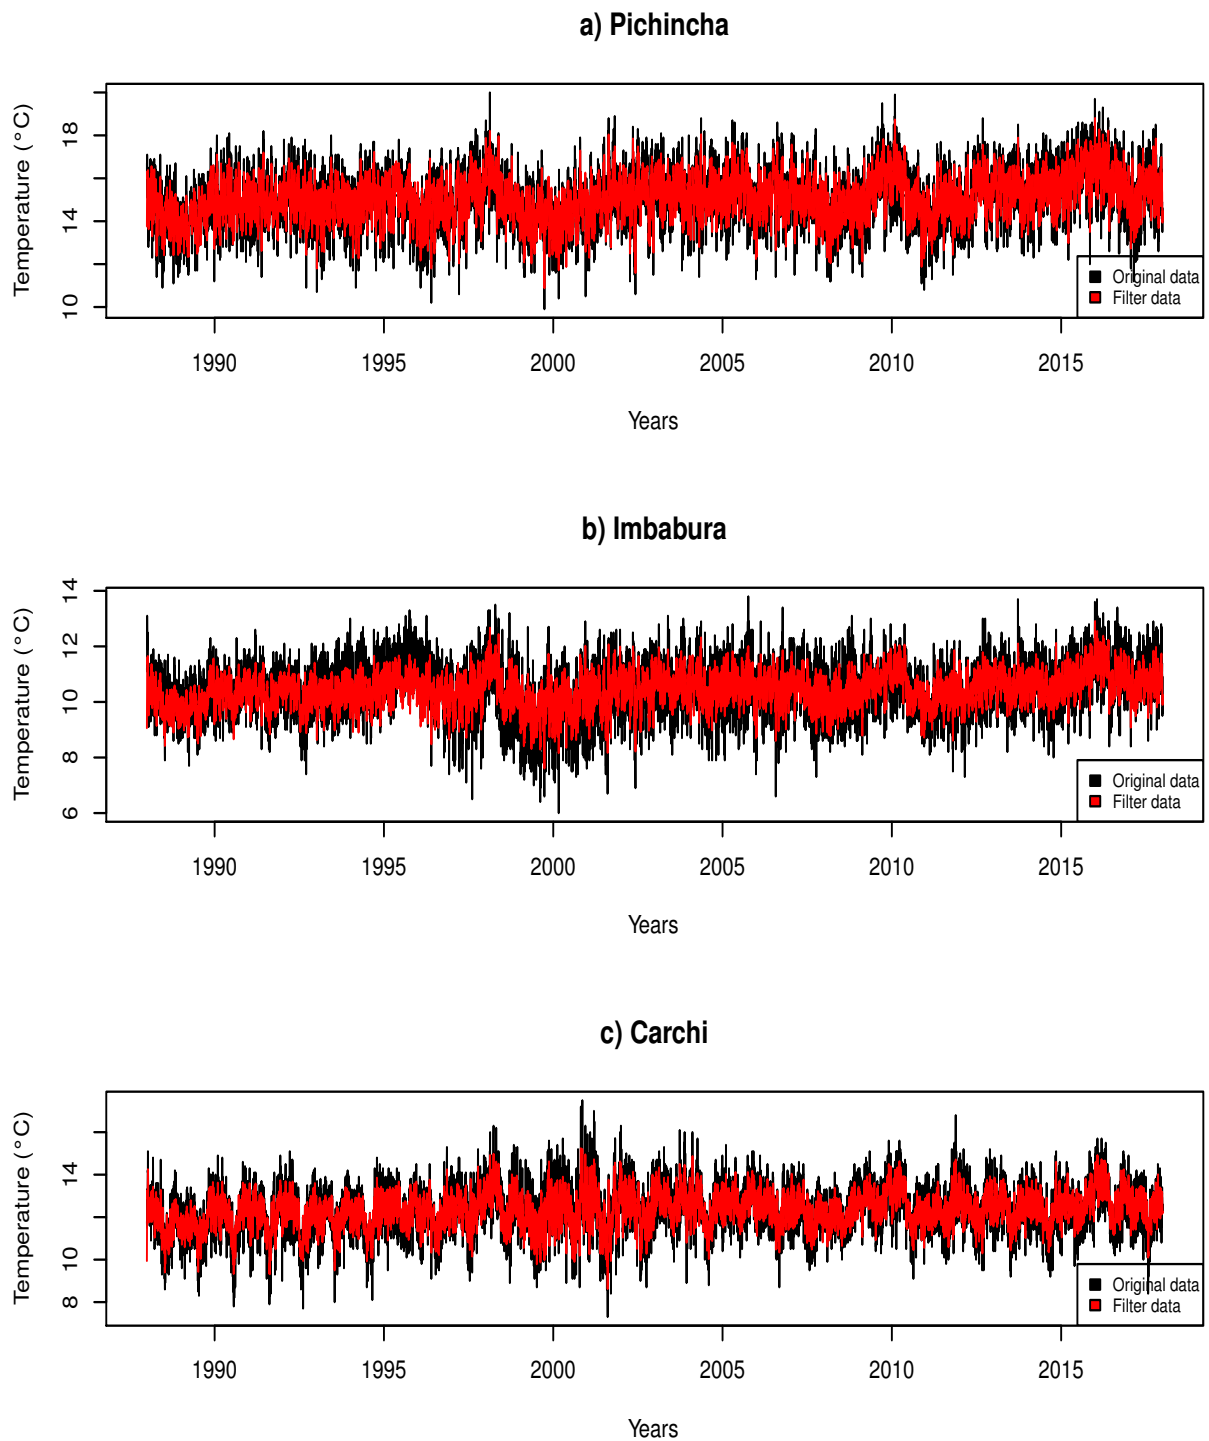 a) Pichincha
Temperature (°C)
18
14
10
Original data
Filter data
1990 1995 2000 2005 2010 2015
Years
b) Imbabura
Temperature (°C)
14
12
10
8
6
Original data
Filter data
1990 1995 2000 2005 2010 2015
Years
c) Carchi
Temperature (°C)
14
10
8
Original data
Filter data
1990 1995 2000 2005 2010 2015
Years